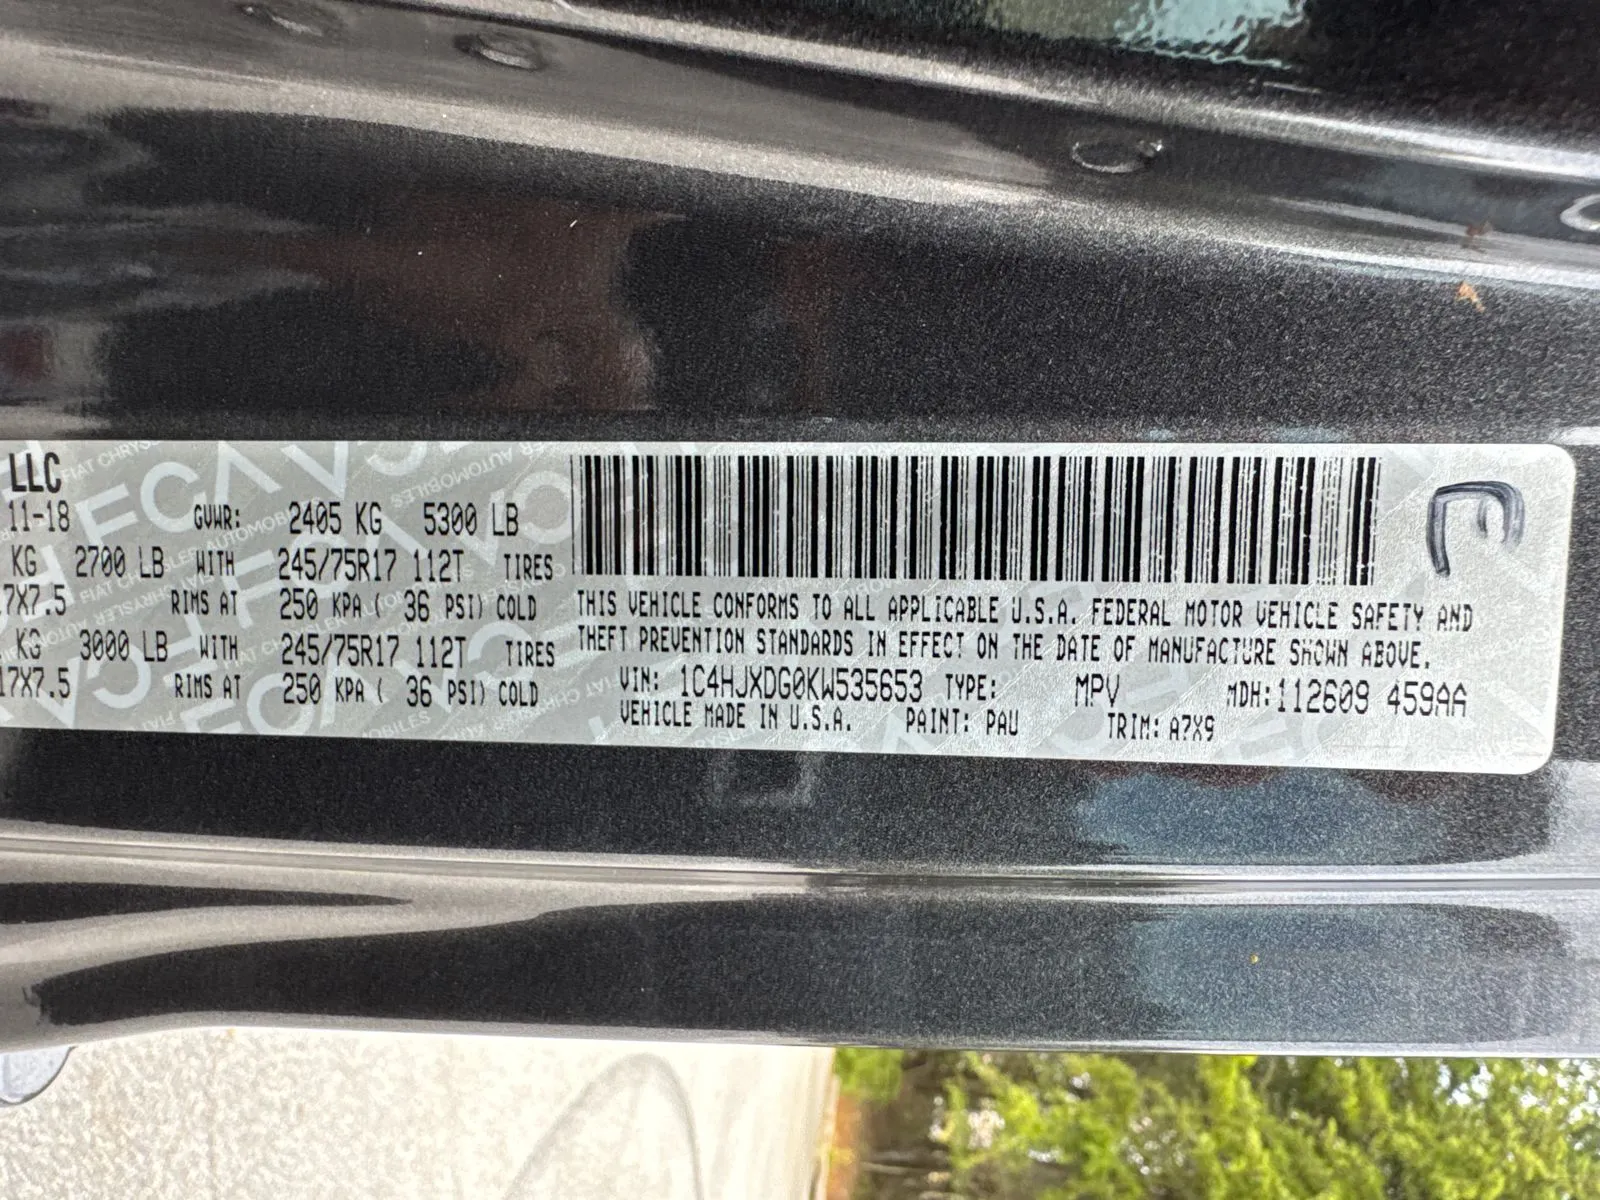 LLC
11-18 GVWR: 2405 KG 5300 LB
KG 2700 LB WITH 245/75R17 112T TIRES
7X7.5 RIMS AT 250 KPA ( 36 PSI) COLD
KG 3000 LB WITH 245/75R17 112T TIRES
17X7.5 RIMS AT 250 KPA ( 36 PSI) COLD
THIS VEHICLE CONFORMS TO ALL APPLICABLE U.S.A. FEDERAL MOTOR VEHICLE SAFETY AND
THEFT PREVENTION STANDARDS IN EFFECT ON THE DATE OF MANUFACTURE SHOWN ABOVE.
VIN: 1C4HJXDG0KW535653 TYPE: MPV MDH:112609 459AA
VEHICLE MADE IN U.S.A. PAINT: PAU TRIM: A7X9